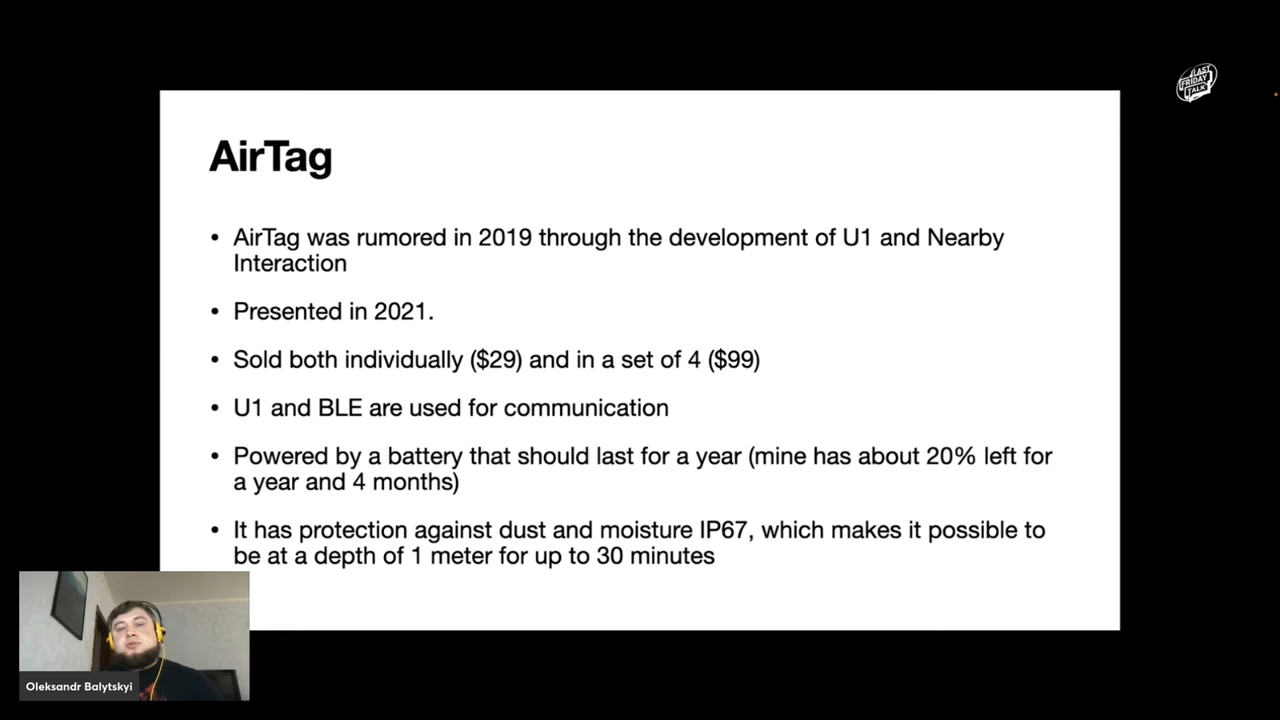 LAST
FRIDAY
TALK
AirTag
• AirTag was rumored in 2019 through the development of U1 and Nearby
Interaction
• Presented in 2021.
• Sold both individually ($29) and in a set of 4 ($99)
• U1 and BLE are used for communication
• Powered by a battery that should last for a year (mine has about 20% left for
a year and 4 months)
• It has protection against dust and moisture IP67, which makes it possible to
be at a depth of 1 meter for up to 30 minutes
Oleksandr Balytskyi